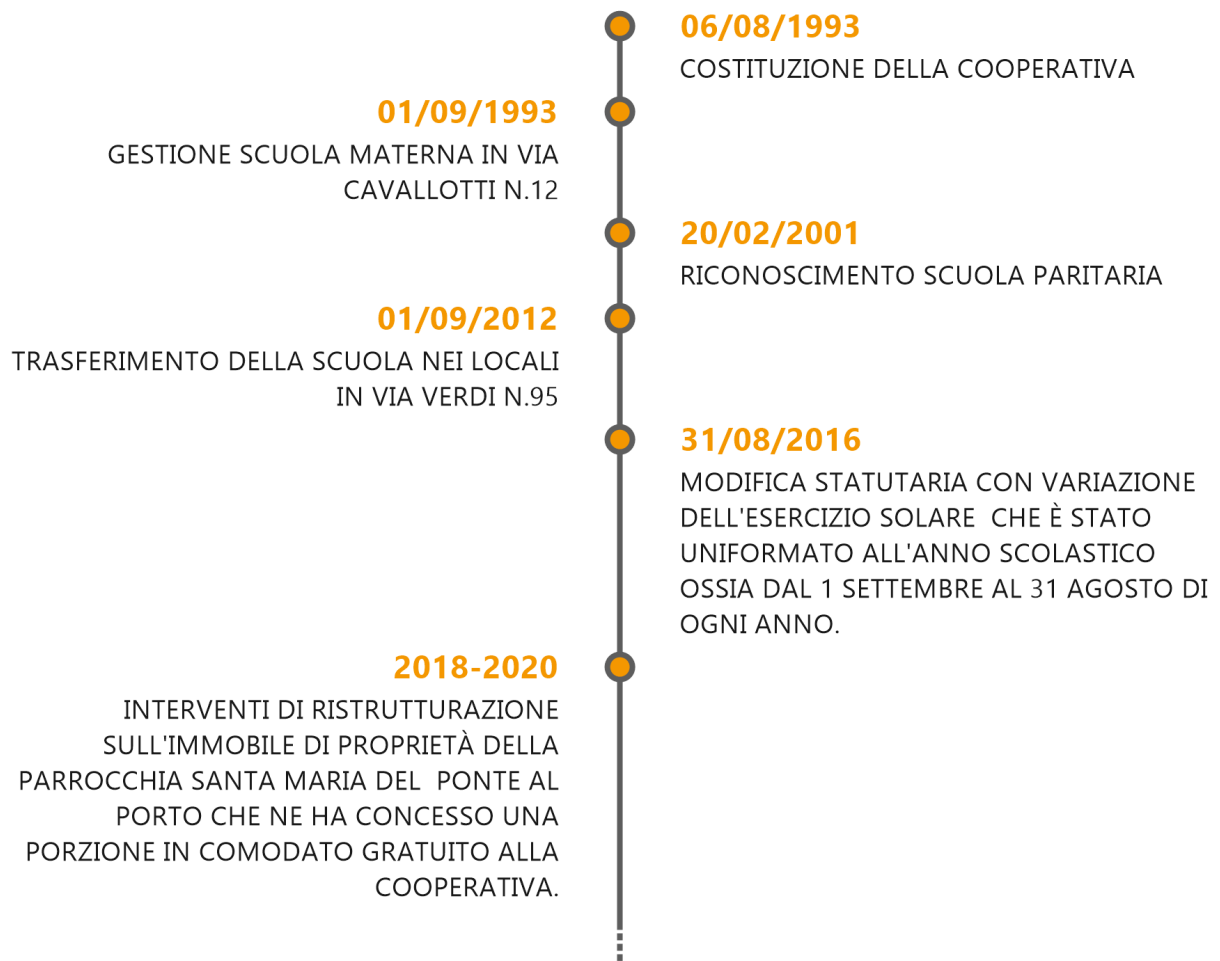 06/08/1993
COSTITUZIONE DELLA COOPERATIVA
01/09/1993
GESTIONE SCUOLA MATERNA IN VIA
CAVALLOTTI N.12
20/02/2001
RICONOSCIMENTO SCUOLA PARITARIA
01/09/2012
TRASFERIMENTO DELLA SCUOLA NEI LOCALI
IN VIA VERDI N.95
31/08/2016
MODIFICA STATUTARIA CON VARIAZIONE
DELL'ESERCIZIO SOLARE CHE È STATO
UNIFORMATO ALL'ANNO SCOLASTICO
OSSIA DAL 1 SETTEMBRE AL 31 AGOSTO DI
OGNI ANNO.
2018-2020
INTERVENTI DI RISTRUTTURAZIONE
SULL'IMMOBILE DI PROPRIETÀ DELLA
PARROCCHIA SANTA MARIA DEL PONTE AL
PORTO CHE NE HA CONCESSO UNA
PORZIONE IN COMODATO GRATUITO ALLA
COOPERATIVA.